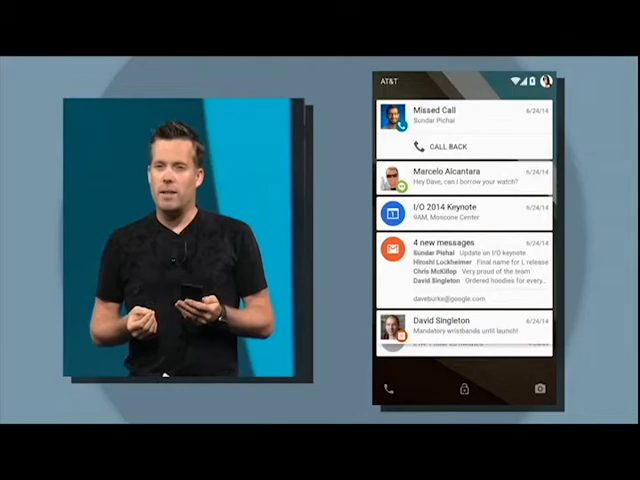 AT&T
Missed Call 6/24/14
Sundar Pichai
CALL BACK
Marcelo Alcantara 6/24/14
Hey Dave, can I borrow your watch?
I/O 2014 Keynote 6/24/14
9AM, Moscone Center
4 new messages 6/24/14
Sundar Pichai Update on I/O keynote
Hiroshi Lockheimer Final name for L release
Chris McKillop Very proud of the team
David Singleton Ordered hoodies for every..
daveburke@google.com
David Singleton 6/24/14
Mandatory wristbands until launch!